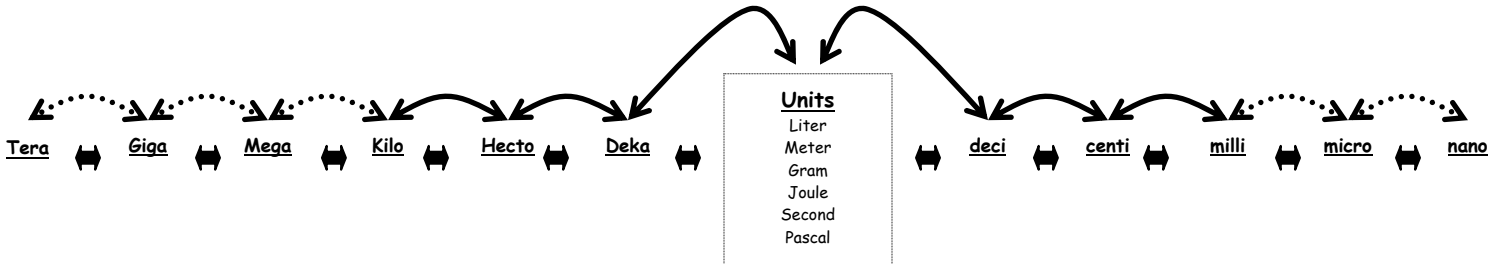 Units
Liter
Meter
Gram
Joule
Second
Pascal
Tera Giga Mega Kilo Hecto Deka deci centi milli micro nano